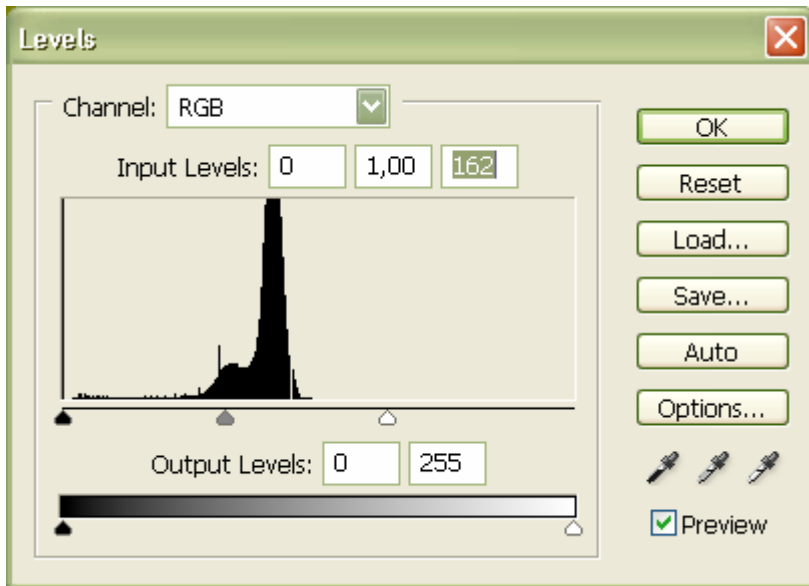 Levels
Channel: RGB
Input Levels: 0 1,00 162
Output Levels: 0 255
OK
Reset
Load...
Save...
Auto
Options...
Preview